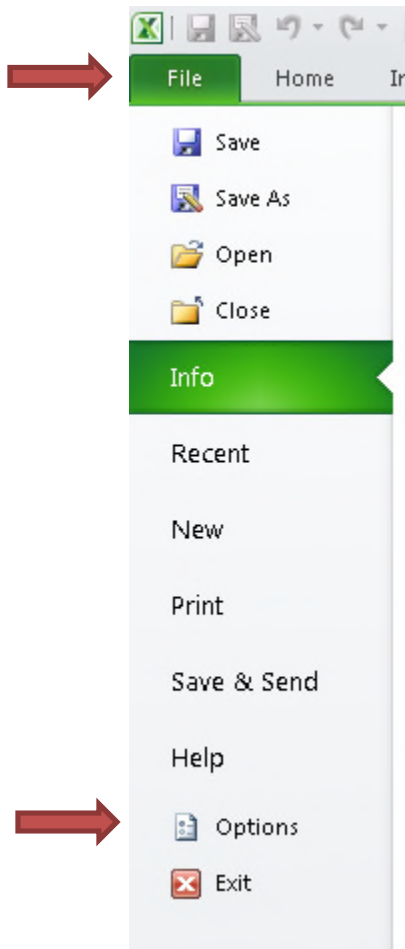 File Home
Save
Save As
Open
Close
Info
Recent
New
Print
Save & Send
Help
Options
Exit